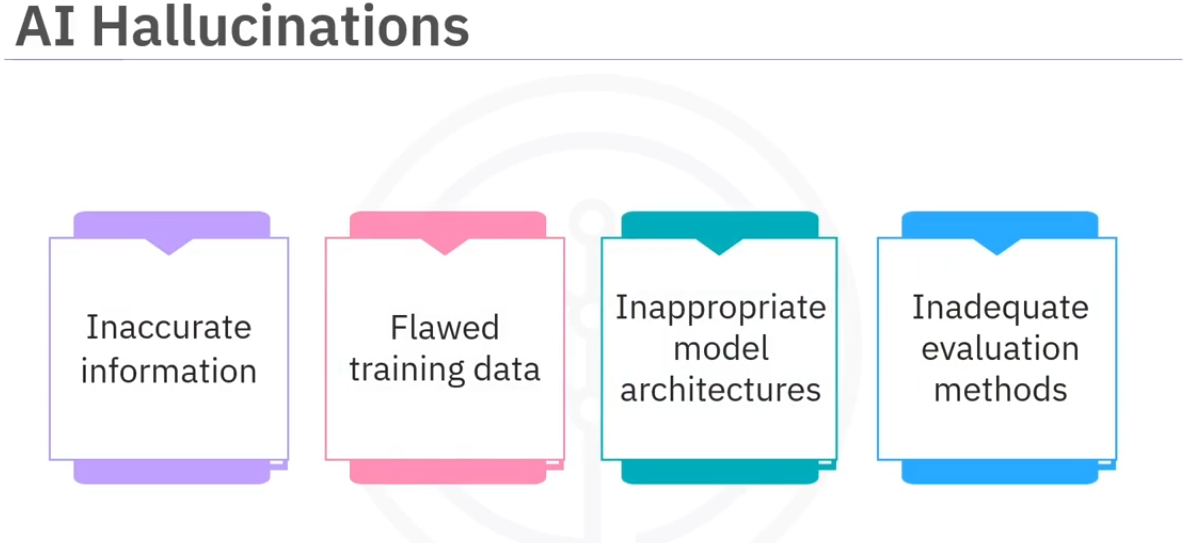 AI Hallucinations
Inaccurate
information
Flawed
training data
Inappropriate
model
architectures
Inadequate
evaluation
methods